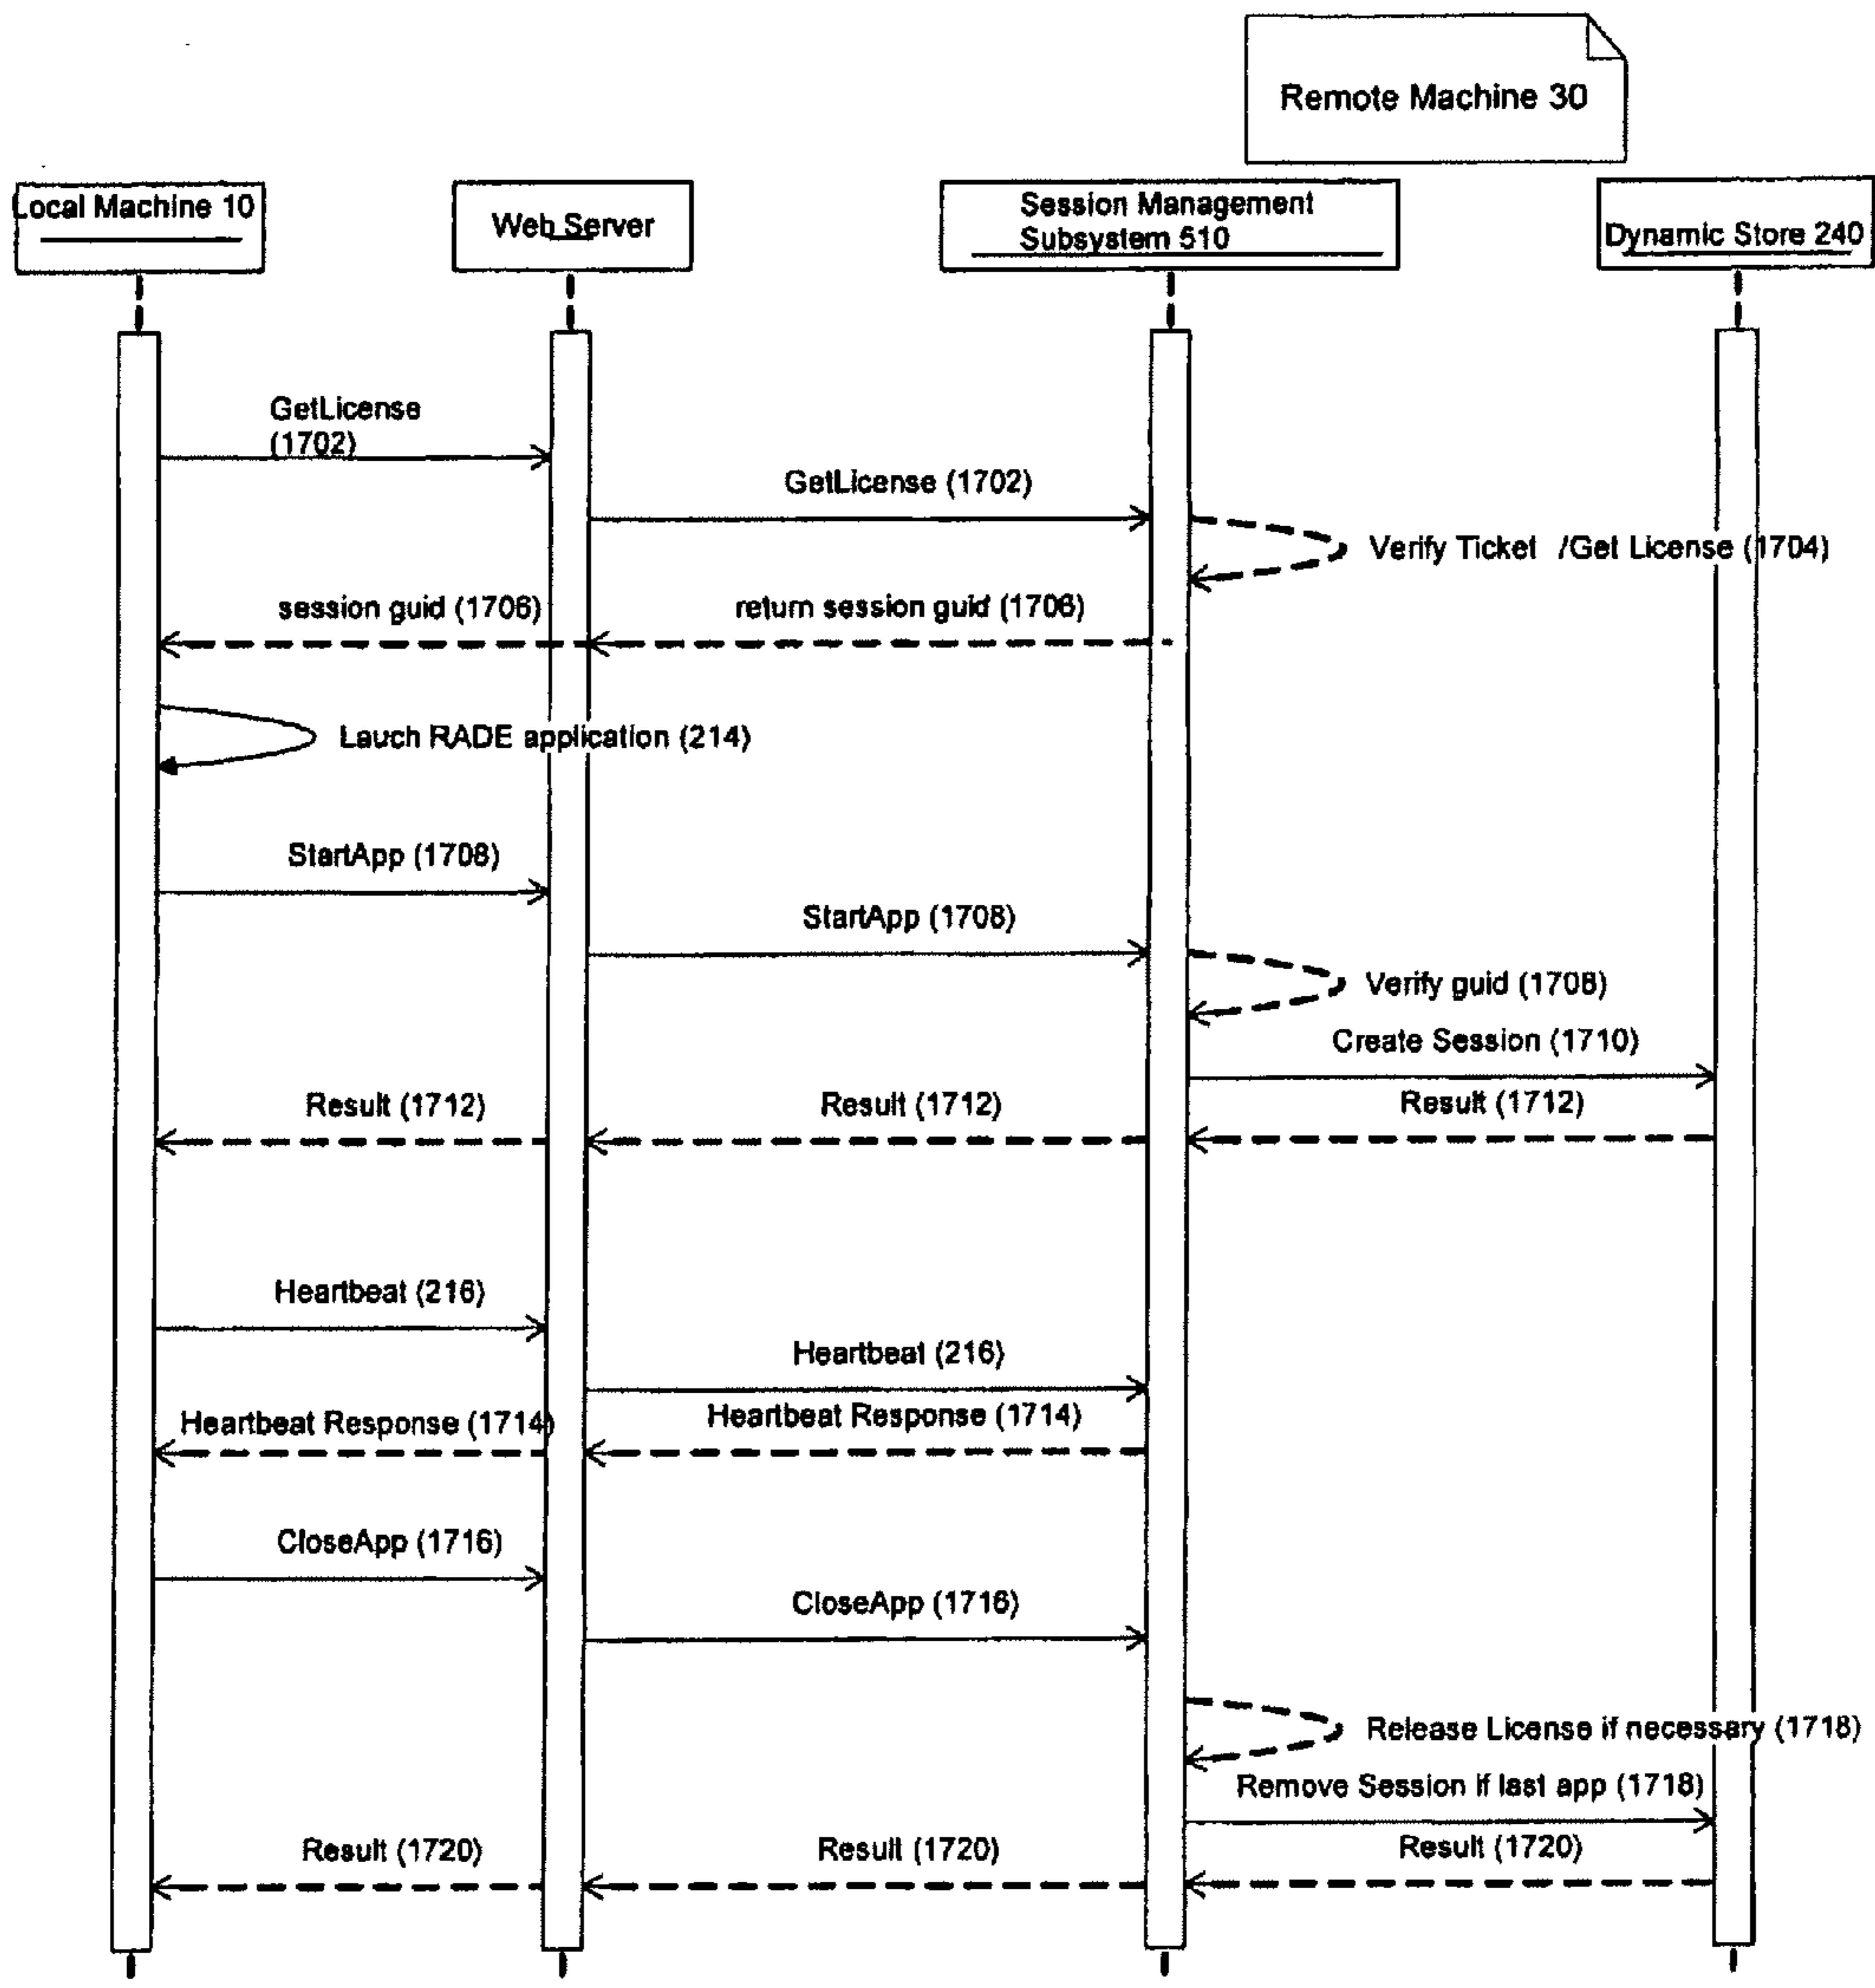 Remote Machine 30
Local Machine 10
Web Server
Session Management
Subsystem 510
Dynamic Store 240
GetLicense
(1702)
GetLicense (1702)
Verify Ticket /Get License (1704)
session guid (1706)
return session guid (1706)
Lauch RADE application (214)
StartApp (1708)
StartApp (1708)
Verify guid (1708)
Create Session (1710)
Result (1712)
Result (1712)
Result (1712)
Heartbeat (216)
Heartbeat (216)
Heartbeat Response (1714)
Heartbeat Response (1714)
CloseApp (1716)
CloseApp (1716)
Release License if necessary (1718)
Remove Session if last app (1718)
Result (1720)
Result (1720)
Result (1720)